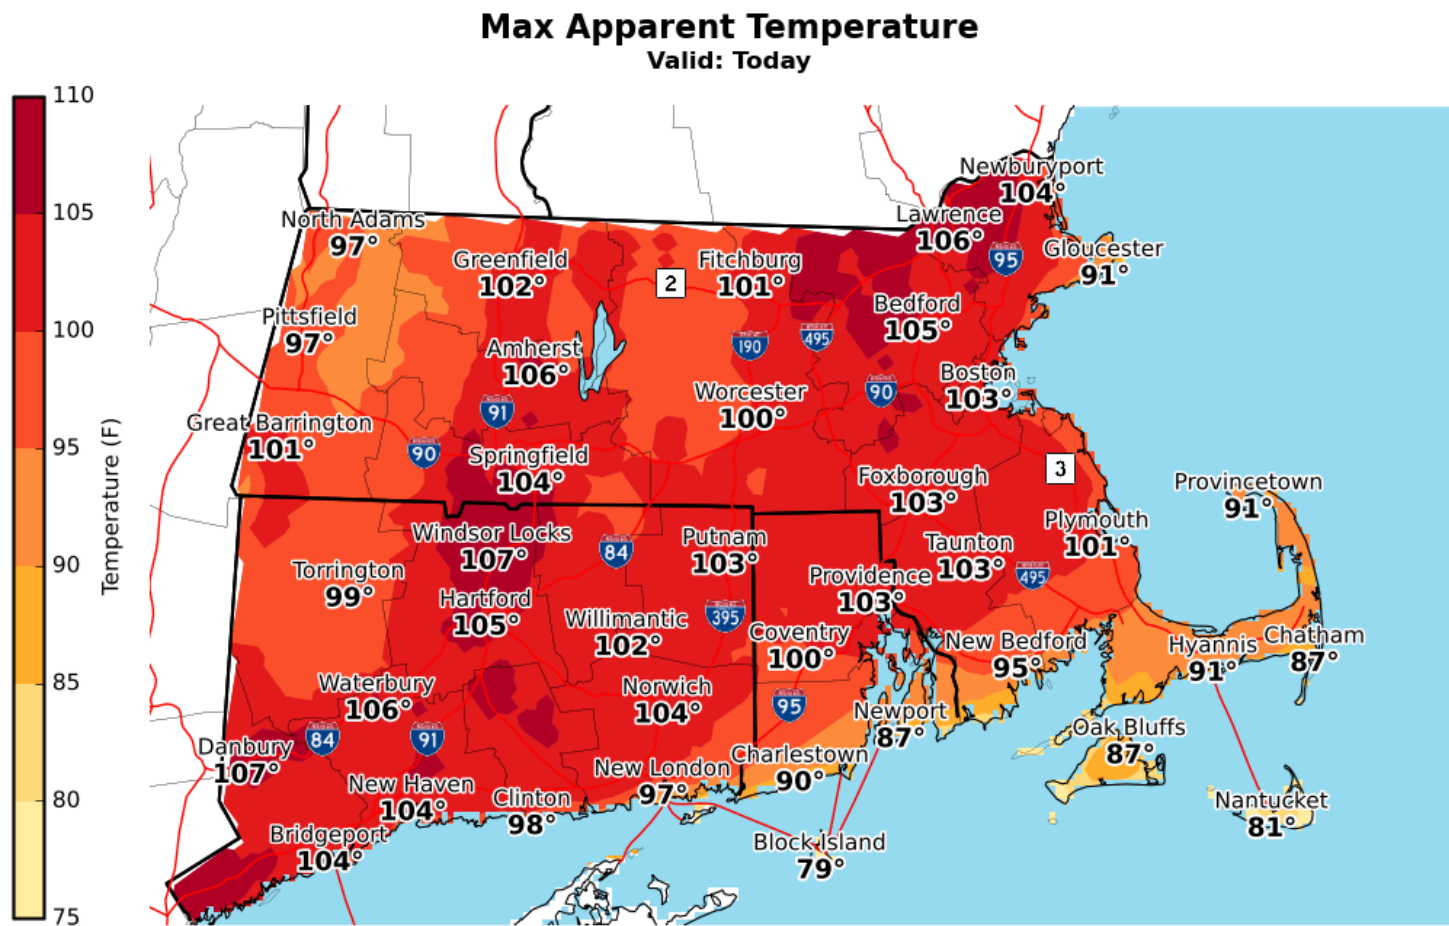 Max Apparent Temperature
Valid: Today
110
105
100
95
90
85
80
75
Temperature (F)
Newburyport
104°
Lawrence
106°
North Adams
97°
95
Gloucester
91°
Greenfield
102°
2
Fitchburg
101°
Bedford
105°
Pittsfield
97°
190
495
Amherst
106°
Boston
103°
Worcester
100°
90
91
Great Barrington
101°
90
Springfield
104°
Foxborough
103°
3
Provincetown
91°
Plymouth
101°
Windsor Locks
107°
84
Putnam
103°
Taunton
103°
495
Torrington
99°
Providence
103°
Hartford
105°
Willimantic
102°
395
Coventry
100°
New Bedford
95°
Hyannis
91°
Chatham
87°
Waterbury
106°
Norwich
104°
95
Newport
87°
Oak Bluffs
87°
84
91
Danbury
107°
New London
97°
Charlestown
90°
New Haven
104°
Clinton
98°
Nantucket
81°
Bridgeport
104°
Block Island
79°